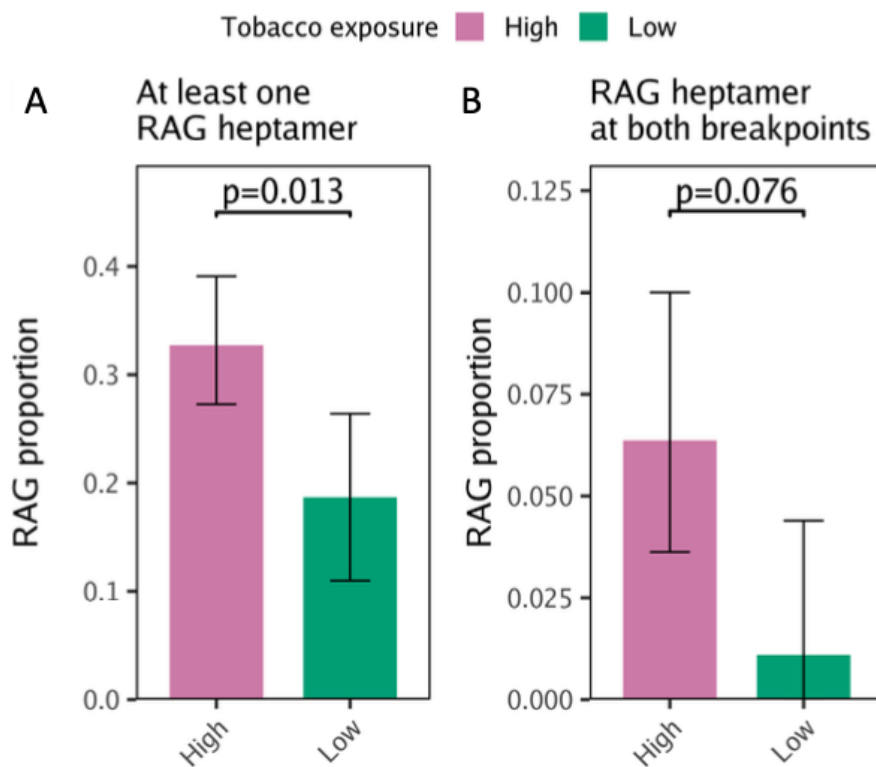 Tobacco exposure High Low
A
At least one
RAG heptamer
p=0.013
RAG proportion
0.4
0.3
0.2
0.1
0.0
High
Low
B
RAG heptamer
at both breakpoints
p=0.076
RAG proportion
0.125
0.100
0.075
0.050
0.025
0.000
High
Low